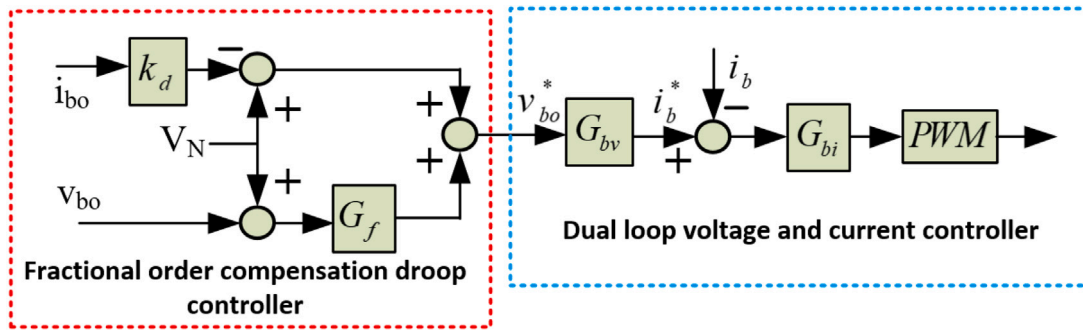 i_bo
k_d
−
+
V_N
+
v_bo
G_f
+
+
Fractional order compensation droop
controller
v*_bo
G_bv
i*_b
+
i_b
−
G_bi
PWM
Dual loop voltage and current controller